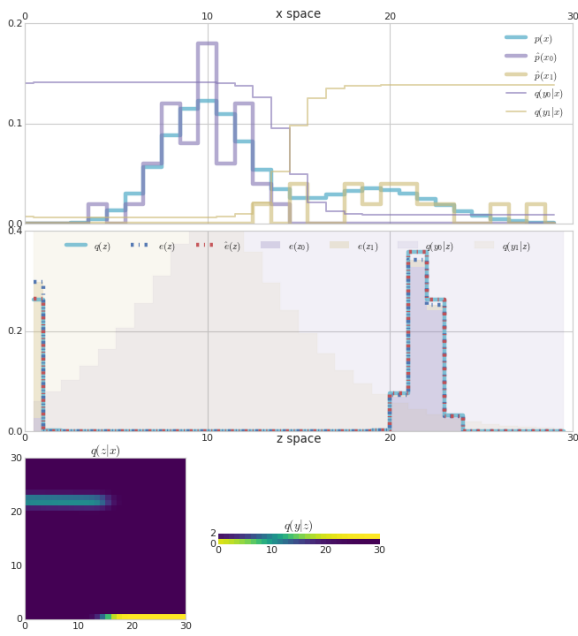 x space
0.2
0.1
0.0
0 10 20 30
p(x)
p̂(x₀)
p̂(x₁)
q(y₀|x)
q(y₁|x)
0.4
0.2
0.0
q(z) e(z) ê(z) e(z₀) e(z₁) q(y₀|z) q(y₁|z)
0 10 20 30
z space
q(z|x)
30
20
10
0
0 10 20 30
q(y|z)
2
0
0 10 20 30